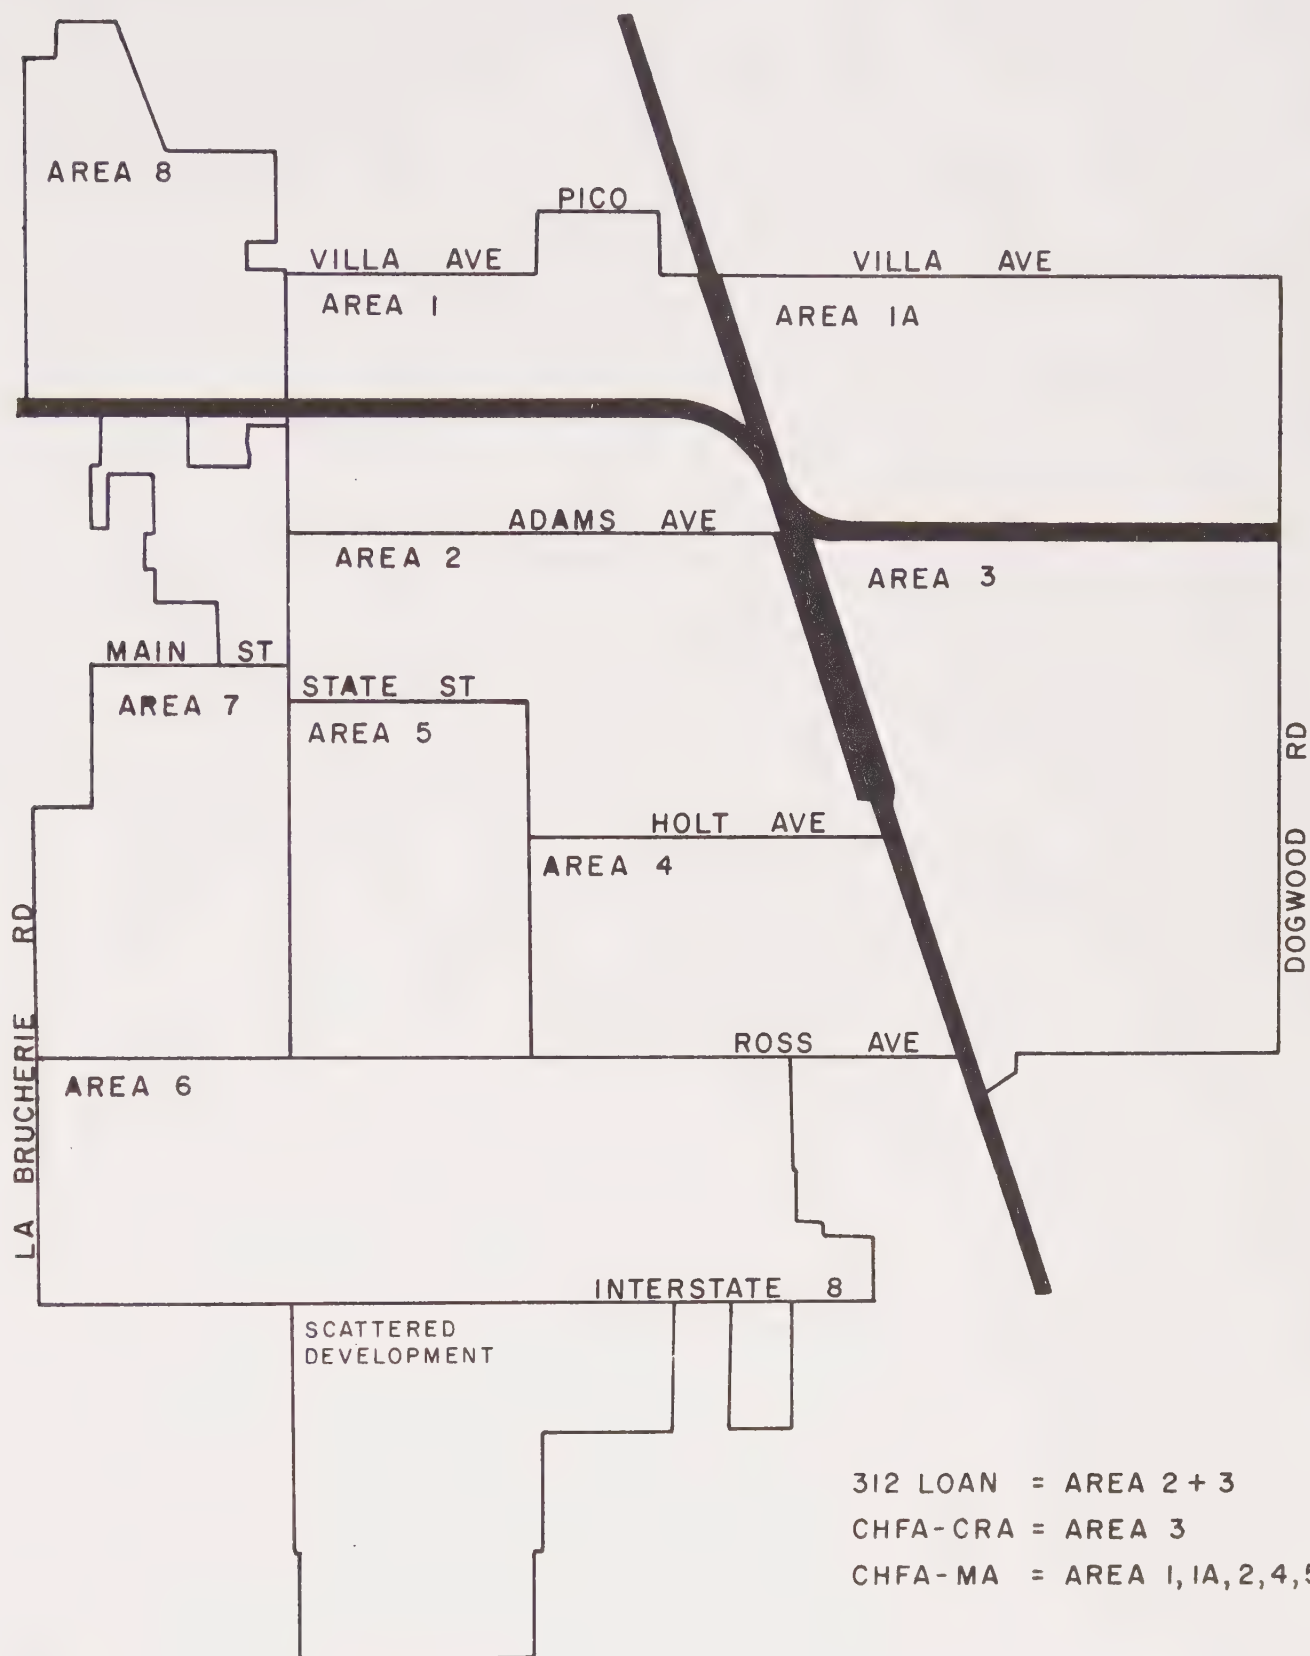 AREA 8
PICO
VILLA AVE
VILLA AVE
AREA 1
AREA 1A
ADAMS AVE
AREA 2
AREA 3
MAIN ST
STATE ST
AREA 7
AREA 5
HOLT AVE
AREA 4
DOGWOOD RD
LA BRUCHERIE RD
ROSS AVE
AREA 6
INTERSTATE 8
SCATTERED
DEVELOPMENT
312 LOAN = AREA 2 + 3
CHFA-CRA = AREA 3
CHFA-MA = AREA 1, 1A, 2, 4, 5